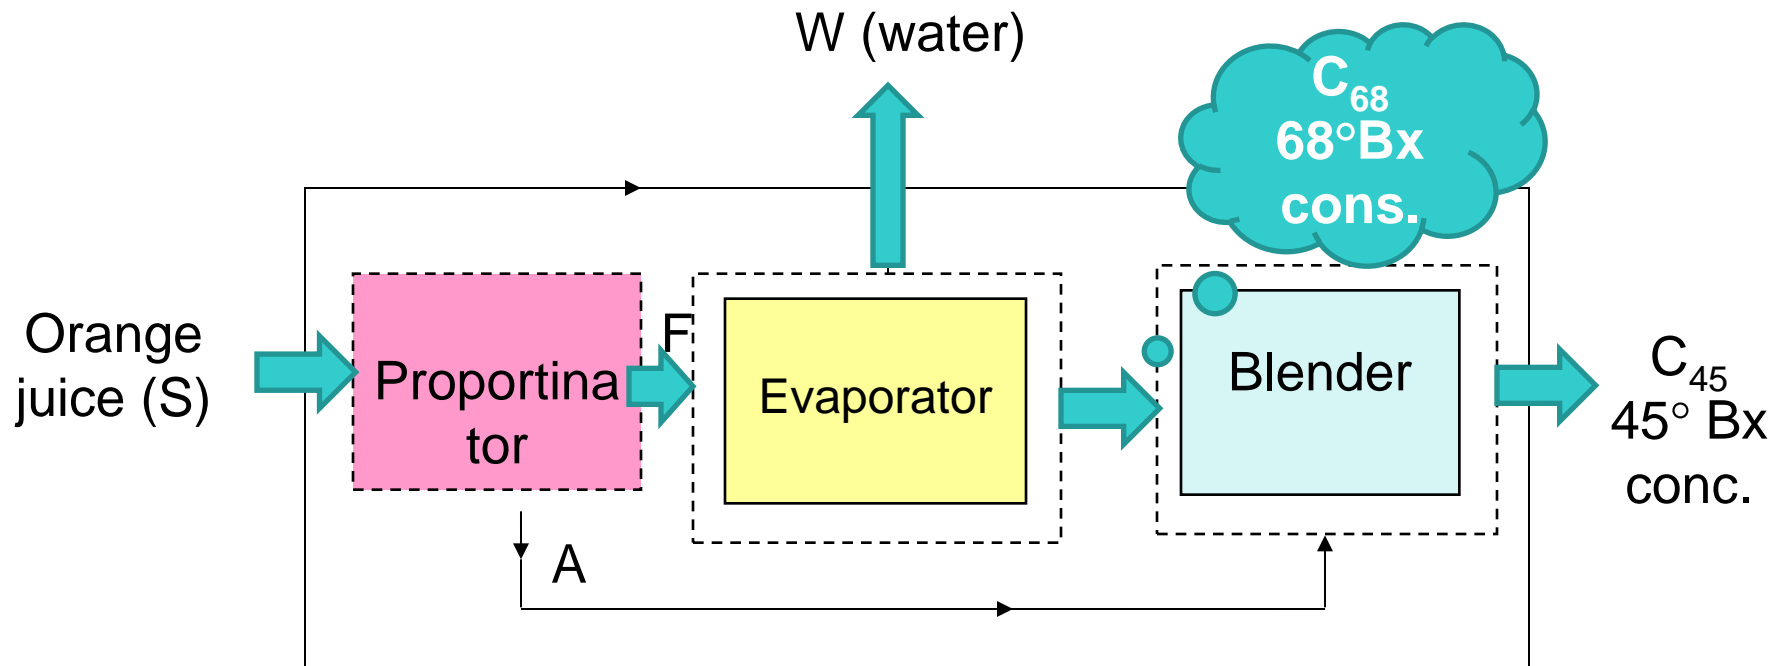 W (water)
C68
68°Bx
cons.
Orange
juice (S)
Proportina
tor
F
Evaporator
Blender
C45
45° Bx
conc.
A